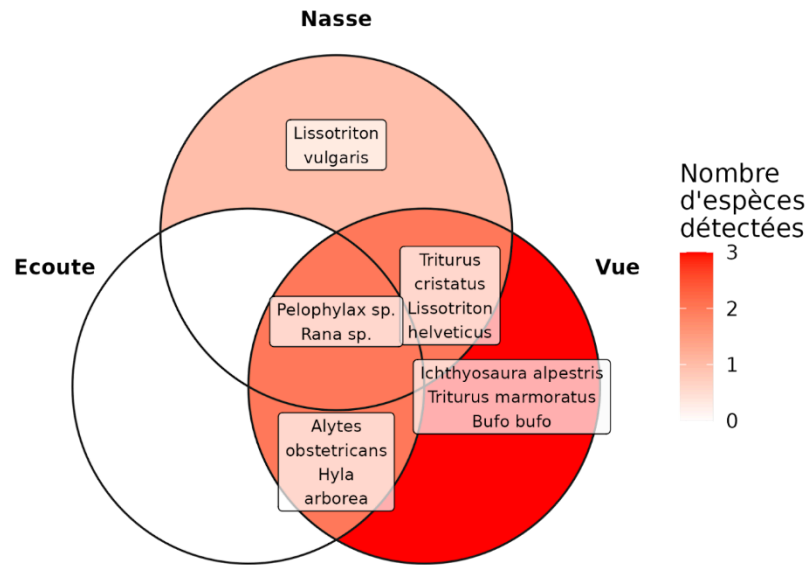 Nasse
Lissotriton
vulgaris
Ecoute
Vue
Triturus
cristatus
Lissotriton
helveticus
Pelophylax sp.
Rana sp.
Ichthyosaura alpestris
Triturus marmoratus
Bufo bufo
Alytes
obstetricans
Hyla
arborea
Nombre
d'espèces
détectées
3
2
1
0